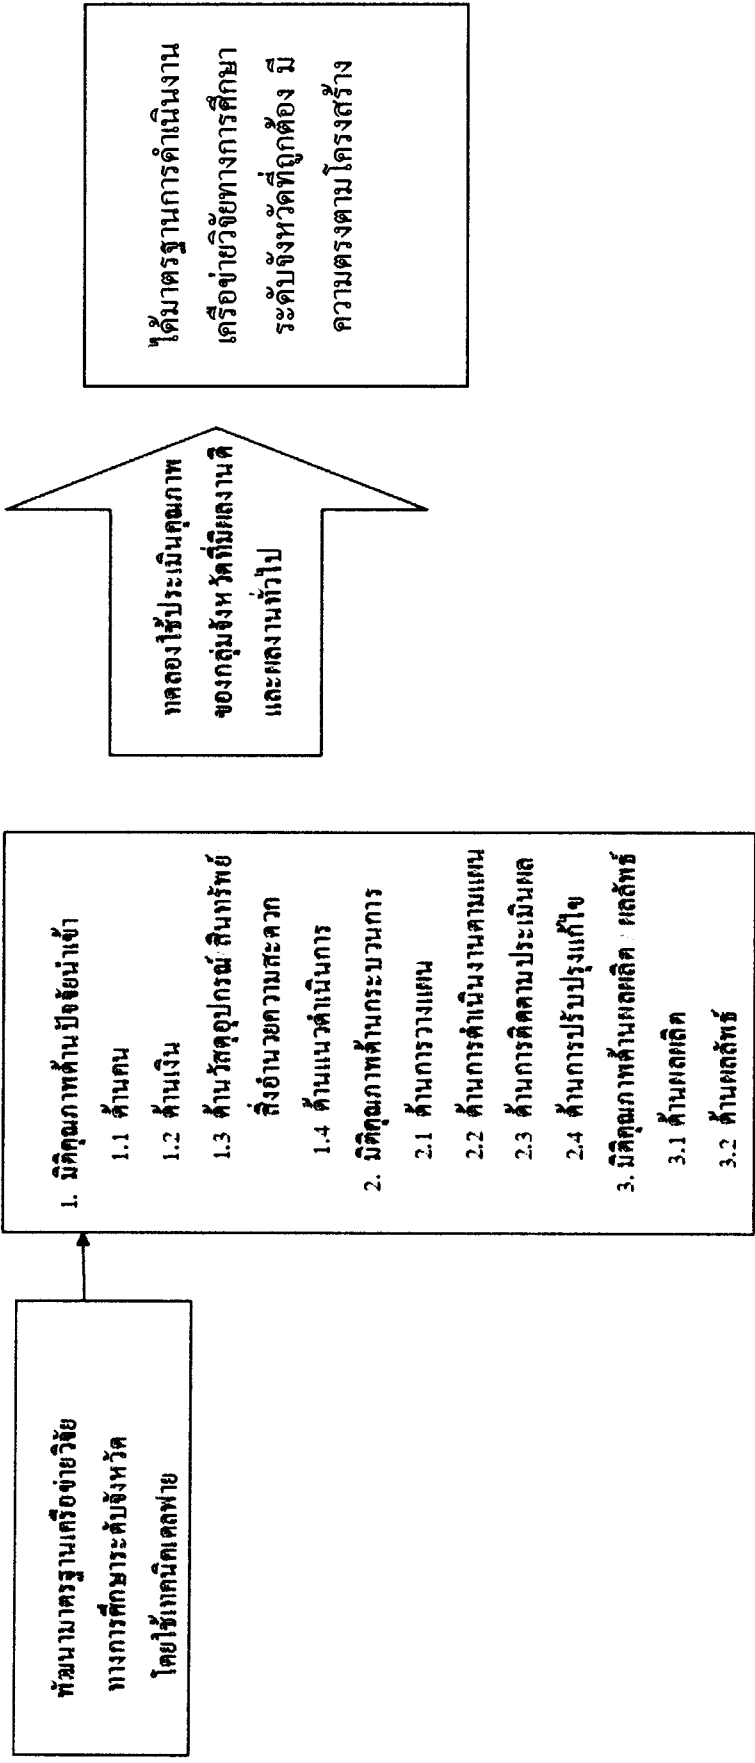 พัฒนามาตรฐานเครือข่ายวิจัย
ทางการศึกษาระดับจังหวัด
โดยใช้เทคนิคเดลฟาย
1. มิติคุณภาพด้านปัจจัยนำเข้า
1.1 ด้านคน
1.2 ด้านเงิน
1.3 ด้านวัสดุอุปกรณ์/สินทรัพย์
สิ่งอำนวยความสะดวก
1.4 ด้านแนวดำเนินการ
2. มิติคุณภาพด้านกระบวนการ
2.1 ด้านการวางแผน
2.2 ด้านการดำเนินงานตามแผน
2.3 ด้านการติดตามประเมินผล
2.4 ด้านการปรับปรุงแก้ไข
3. มิติคุณภาพด้านผลผลิต / ผลลัพธ์
3.1 ด้านผลผลิต
3.2 ด้านผลลัพธ์
ทดลองใช้ประเมินคุณภาพ
ของกลุ่มจังหวัดที่มีผลงานดี
และผลงานทั่วไป
ได้มาตรฐานการดำเนินงาน
เครือข่ายวิจัยทางการศึกษา
ระดับจังหวัดที่ถูกต้อง มี
ความตรงตามโครงสร้าง